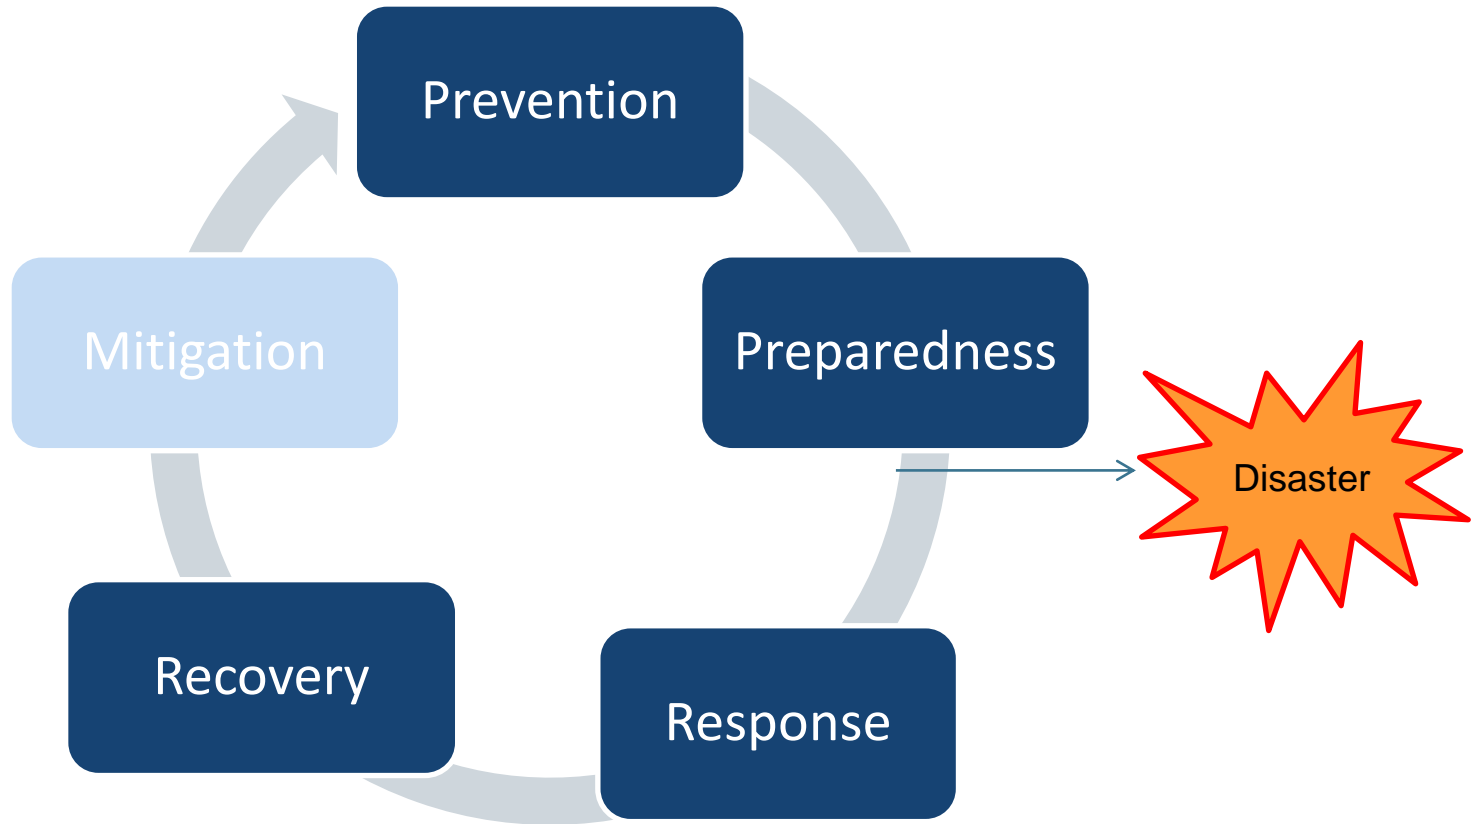 Prevention
Preparedness
Disaster
Response
Recovery
Mitigation